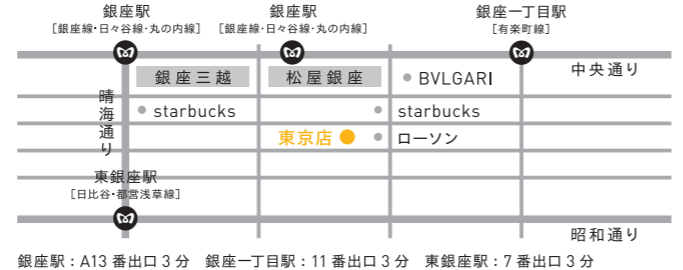 銀座駅
[銀座線・日々谷線・丸の内線]
銀座駅
[銀座線・日々谷線・丸の内線]
銀座一丁目駅
[有楽町線]
中央通り
銀座三越
松屋銀座
BVLGARI
晴海通り
starbucks
starbucks
東京店
ローソン
東銀座駅
[日比谷・都営浅草線]
昭和通り
銀座駅：A13 番出口 3 分　銀座一丁目駅：11 番出口 3 分　東銀座駅：7 番出口 3 分